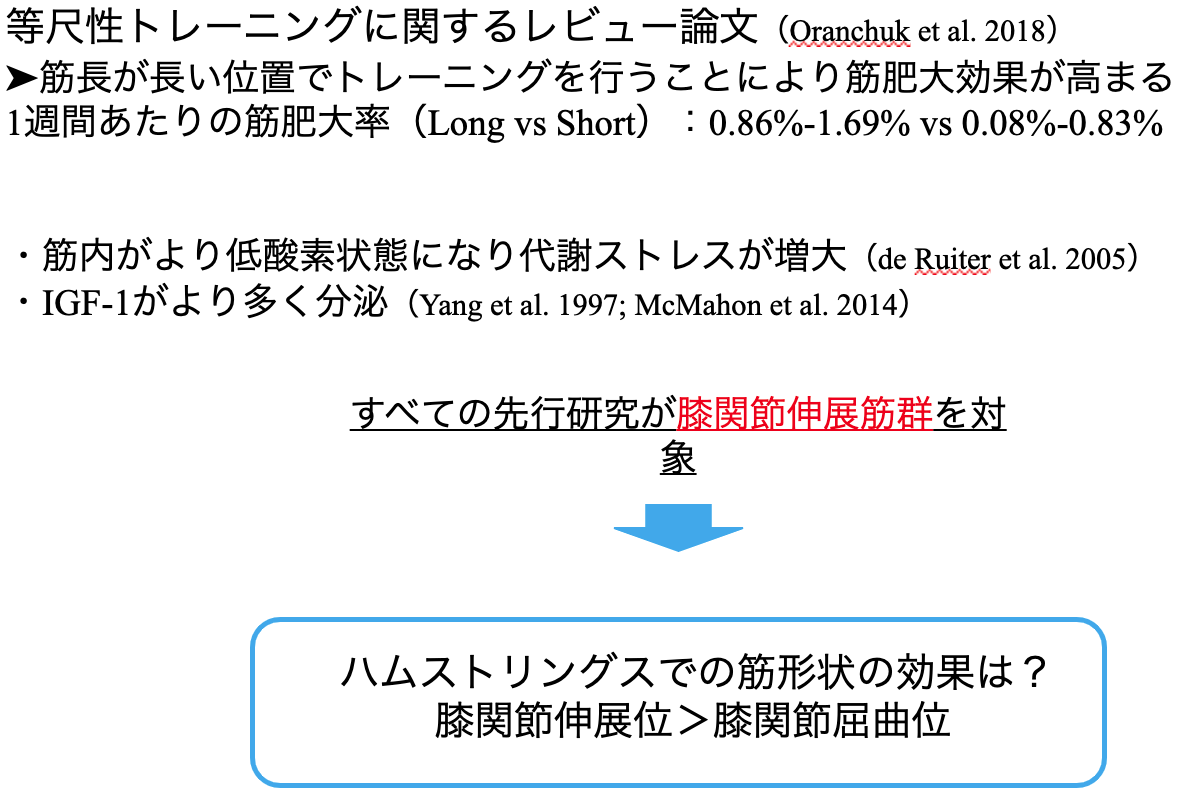 等尺性トレーニングに関するレビュー論文（Oranchuk et al. 2018）
➤筋長が長い位置でトレーニングを行うことにより筋肥大効果が高まる
1週間あたりの筋肥大率（Long vs Short）：0.86%-1.69% vs 0.08%-0.83%
・筋内がより低酸素状態になり代謝ストレスが増大（de Ruiter et al. 2005）
・IGF-1がより多く分泌（Yang et al. 1997; McMahon et al. 2014）
すべての先行研究が膝関節伸展筋群を対
象
ハムストリングスでの筋形状の効果は？
膝関節伸展位＞膝関節屈曲位